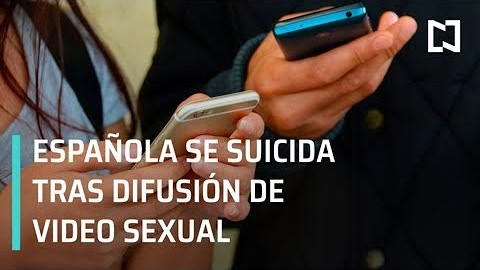 ESPAÑOLA SE SUICIDA
TRAS DIFUSIÓN DE
VIDEO SEXUAL